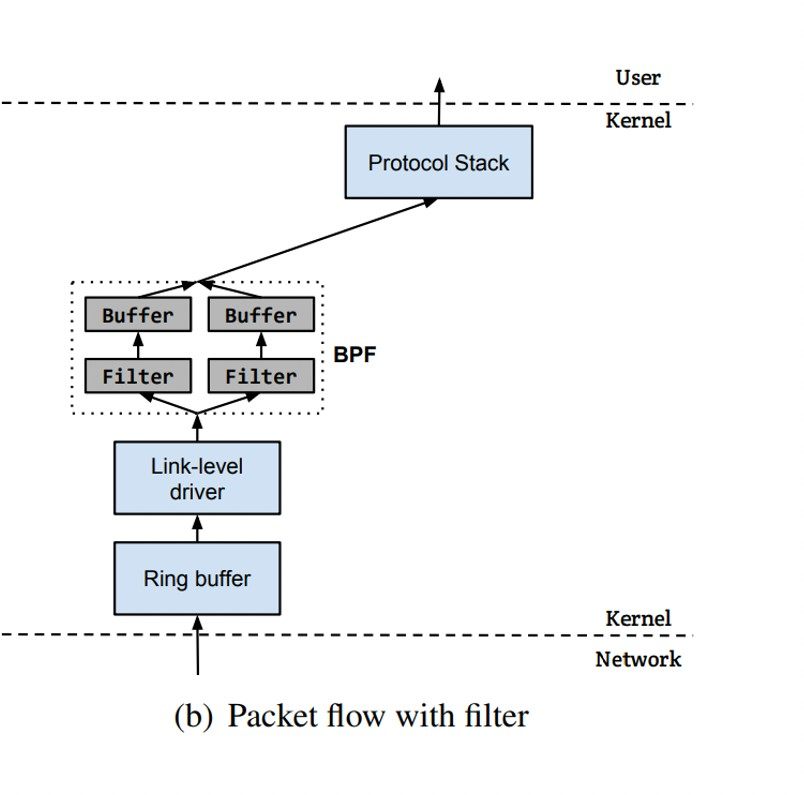 User
Kernel
Protocol Stack
Buffer
Buffer
BPF
Filter
Filter
Link-level
driver
Ring buffer
Kernel
Network
(b) Packet flow with filter